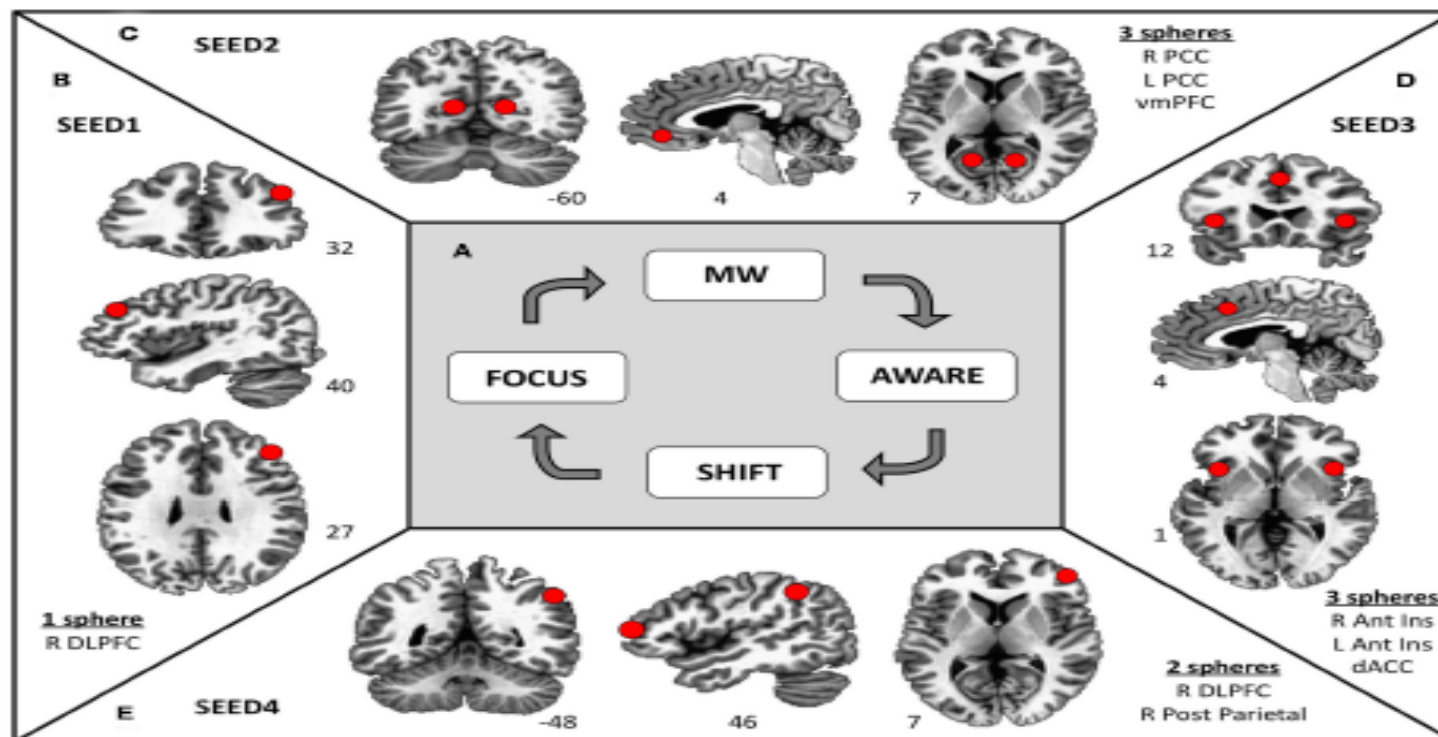 C
SEED2
3 spheres
R PCC
L PCC
vmPFC
-60
4
7
B
SEED1
32
40
27
1 sphere
R DLPFC
A
MW
FOCUS
AWARE
SHIFT
D
SEED3
12
4
1
3 spheres
R Ant Ins
L Ant Ins
dACC
E
SEED4
-48
46
7
2 spheres
R DLPFC
R Post Parietal